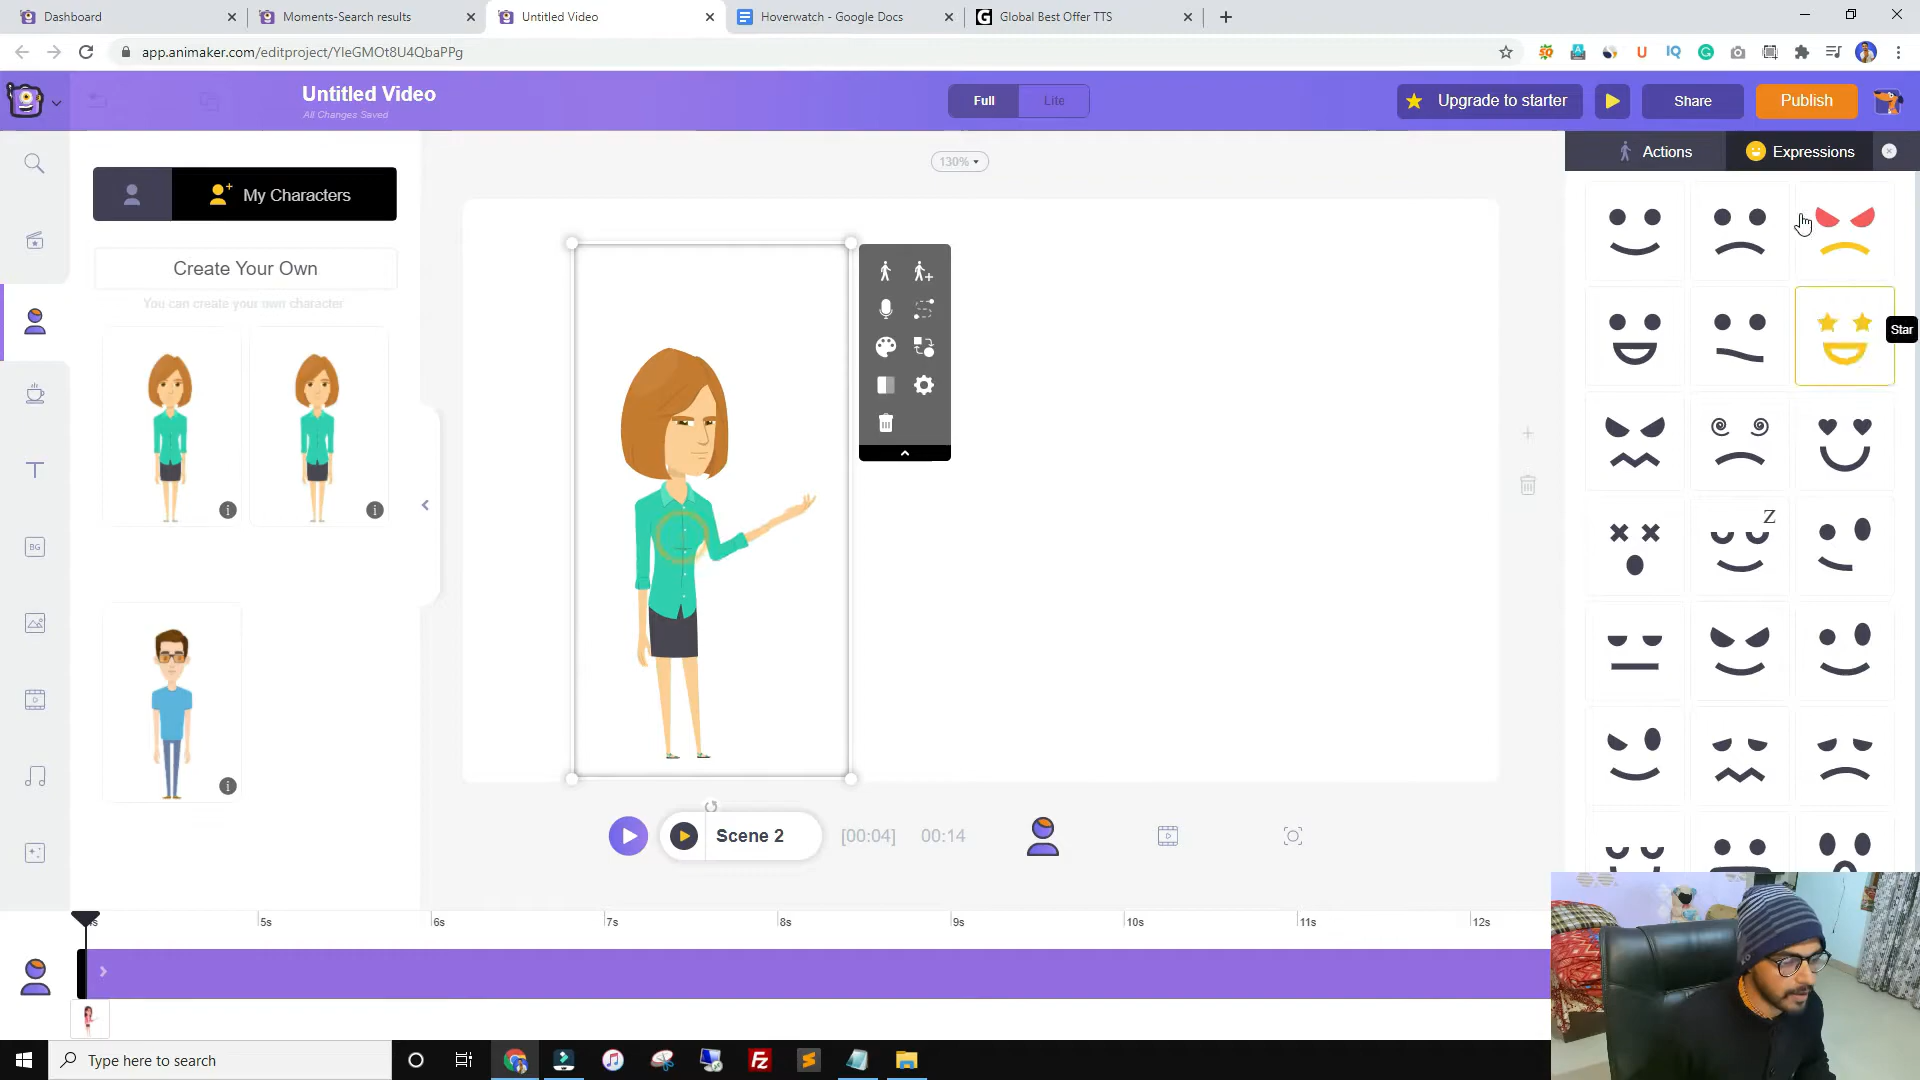 Dashboard
Moments-Search results
Untitled Video
Hoverwatch - Google Docs
Global Best Offer TTS
app.animaker.com/editproject/YIeGMOt8U4QbaPPg
Untitled Video
All Changes Saved
Full
Lite
Upgrade to starter
Share
Publish
My Characters
130%
Actions
Expressions
Create Your Own
You can create your own character
Star
Z
BG
Scene 2
[00:04]
00:14
5s
6s
7s
8s
9s
10s
11s
12s
Type here to search